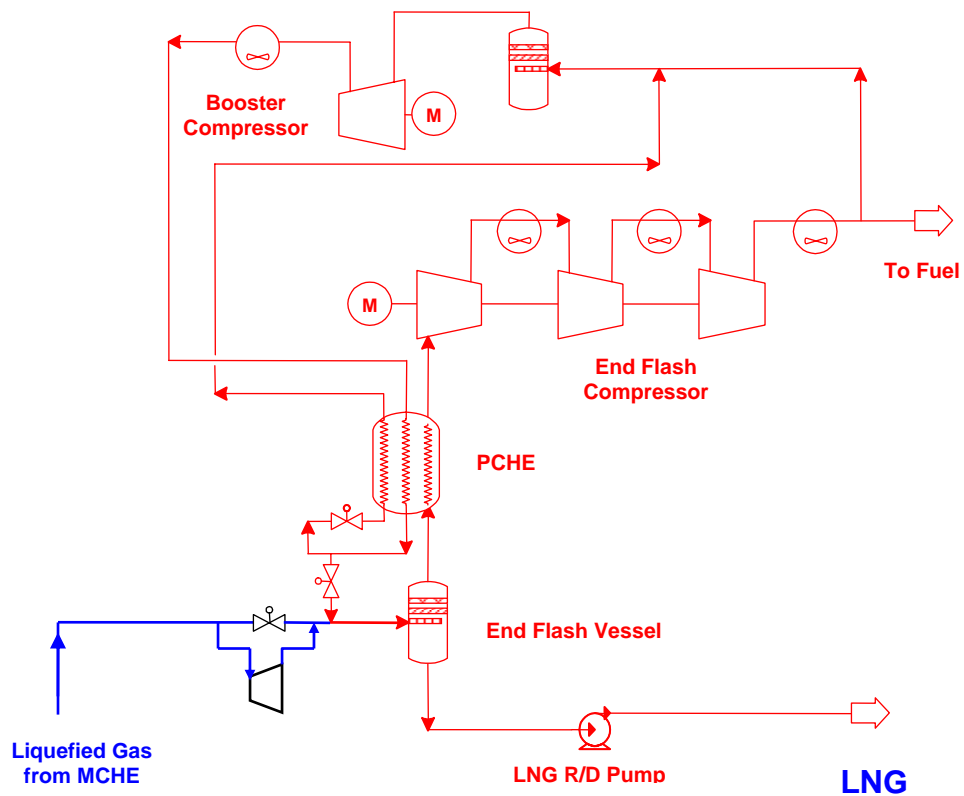 Booster
Compressor
M
To Fuel
M
End Flash
Compressor
PCHE
End Flash Vessel
Liquefied Gas
from MCHE
LNG R/D Pump
LNG